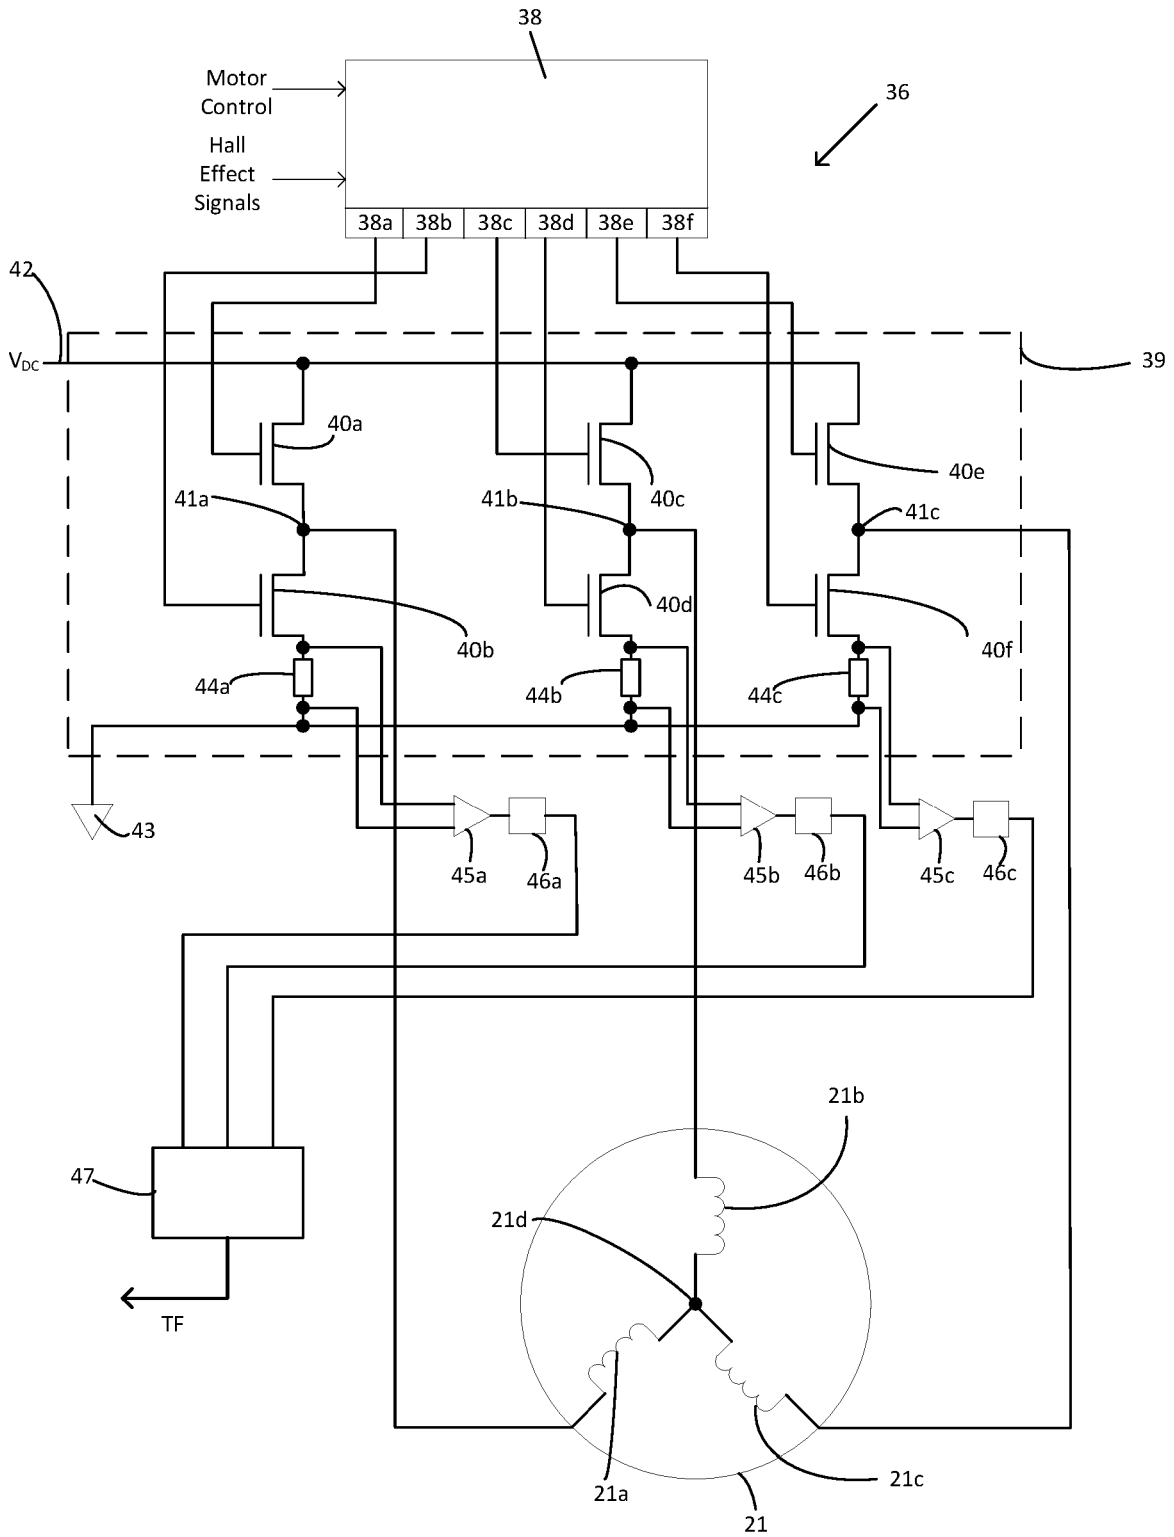 38
Motor
Control
36
Hall
Effect
Signals
38a 38b 38c 38d 38e 38f
42
VDC
39
40a
40c
40e
41a
41b
41c
40b
40d
40f
44a
44b
44c
43
45a
46a
45b
46b
45c
46c
21b
47
21d
TF
21a
21c
21